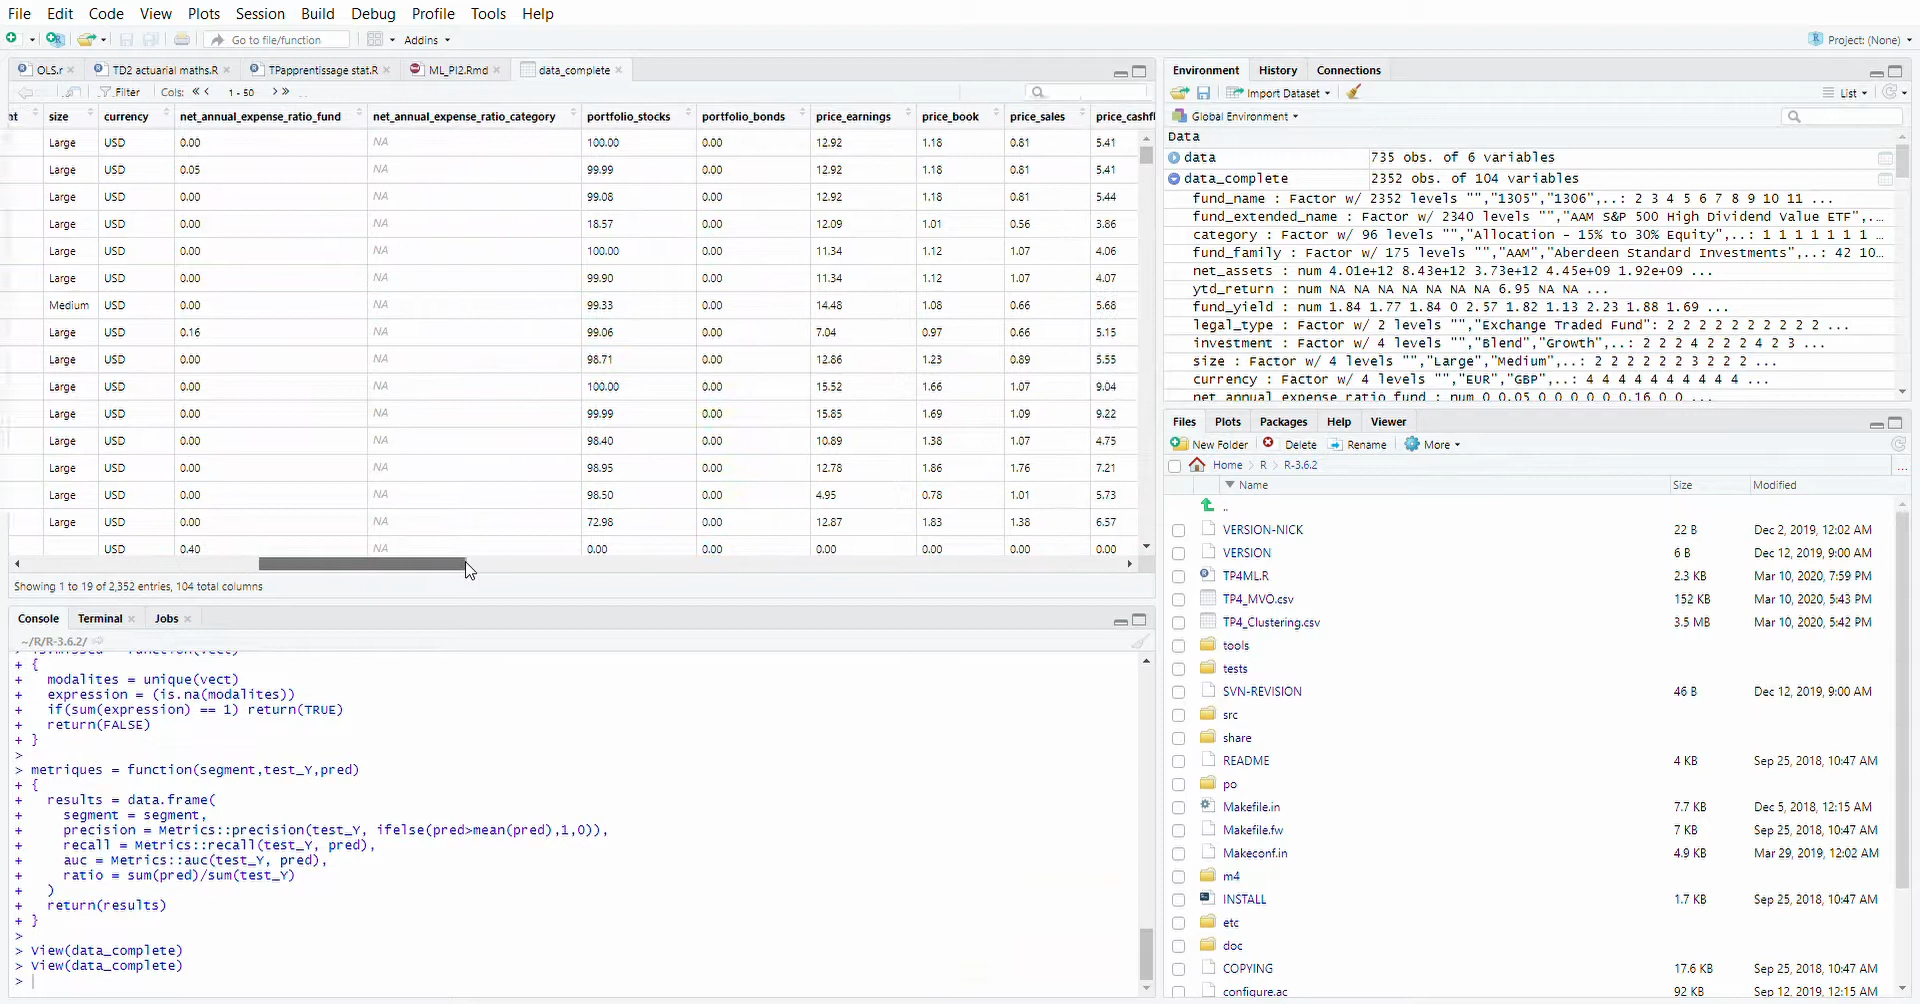 File Edit Code View Plots Session Build Debug Profile Tools Help
Go to file/function Addins Project: (None)
OLS.r TD2 actuarial maths.R TPapprentissage stat.R ML_PI2.Rmd data_complete
Filter Cols: 1 - 50
nt size currency net_annual_expense_ratio_fund net_annual_expense_ratio_category portfolio_stocks portfolio_bonds price_earnings price_book price_sales price_cashfl
Large USD 0.00 NA 100.00 0.00 12.92 1.18 0.81 5.41
Large USD 0.05 NA 99.99 0.00 12.92 1.18 0.81 5.41
Large USD 0.00 NA 99.08 0.00 12.92 1.18 0.81 5.44
Large USD 0.00 NA 18.57 0.00 12.09 1.01 0.56 3.86
Large USD 0.00 NA 100.00 0.00 11.34 1.12 1.07 4.06
Large USD 0.00 NA 99.90 0.00 11.34 1.12 1.07 4.07
Medium USD 0.00 NA 99.33 0.00 14.48 1.08 0.66 5.68
Large USD 0.16 NA 99.06 0.00 7.04 0.97 0.66 5.15
Large USD 0.00 NA 98.71 0.00 12.86 1.23 0.89 5.55
Large USD 0.00 NA 100.00 0.00 15.52 1.66 1.07 9.04
Large USD 0.00 NA 99.99 0.00 15.85 1.69 1.09 9.22
Large USD 0.00 NA 98.40 0.00 10.89 1.38 1.07 4.75
Large USD 0.00 NA 98.95 0.00 12.78 1.86 1.76 7.21
Large USD 0.00 NA 98.50 0.00 4.95 0.78 1.01 5.73
Large USD 0.00 NA 72.98 0.00 12.87 1.83 1.38 6.57
USD 0.40 NA 0.00 0.00 0.00 0.00 0.00 0.00
Showing 1 to 19 of 2,352 entries, 104 total columns
Console Terminal Jobs
~/R/R-3.6.2/
+ {
+ modalites = unique(vect)
+ expression = (is.na(modalites))
+ if(sum(expression) == 1) return(TRUE)
+ return(FALSE)
+ }
>
> metriques = function(segment,test_Y,pred)
+ {
+ results = data.frame(
+ segment = segment,
+ precision = Metrics::precision(test_Y, ifelse(pred>mean(pred),1,0)),
+ recall = Metrics::recall(test_Y, pred),
+ auc = Metrics::auc(test_Y, pred),
+ ratio = sum(pred)/sum(test_Y)
+ )
+ return(results)
+ }
>
> View(data_complete)
> View(data_complete)
>
Environment History Connections
Import Dataset List
Global Environment
Data
data 735 obs. of 6 variables
data_complete 2352 obs. of 104 variables
fund_name : Factor w/ 2352 levels "","1305","1306",..: 2 3 4 5 6 7 8 9 10 11 ...
fund_extended_name : Factor w/ 2340 levels "","AAM S&P 500 High Dividend Value ETF",....
category : Factor w/ 96 levels "","Allocation - 15% to 30% Equity",..: 1 1 1 1 1 1 1 ...
fund_family : Factor w/ 175 levels "","AAM","Aberdeen Standard Investments",..: 42 10...
net_assets : num 4.01e+12 8.43e+12 3.73e+12 4.45e+09 1.92e+09 ...
ytd_return : num NA NA NA NA NA NA NA 6.95 NA NA ...
fund_yield : num 1.84 1.77 1.84 0 2.57 1.82 1.13 2.23 1.88 1.69 ...
legal_type : Factor w/ 2 levels "","Exchange Traded Fund": 2 2 2 2 2 2 2 2 2 2 ...
investment : Factor w/ 4 levels "","Blend","Growth",..: 2 2 2 4 2 2 2 4 2 3 ...
size : Factor w/ 4 levels "","Large","Medium",..: 2 2 2 2 2 2 3 2 2 2 ...
currency : Factor w/ 4 levels "","EUR","GBP",..: 4 4 4 4 4 4 4 4 4 4 ...
net_annual_expense_ratio_fund : num 0 0.05 0 0 0 0 0 0.16 0 0 ...
Files Plots Packages Help Viewer
New Folder Delete Rename More
Home R R-3.6.2 ...
Name Size Modified
..
VERSION-NICK 22 B Dec 2, 2019, 12:02 AM
VERSION 6 B Dec 12, 2019, 9:00 AM
TP4ML.R 2.3 KB Mar 10, 2020, 7:59 PM
TP4_MVO.csv 152 KB Mar 10, 2020, 5:43 PM
TP4_Clustering.csv 3.5 MB Mar 10, 2020, 5:42 PM
tools
tests
SVN-REVISION 46 B Dec 12, 2019, 9:00 AM
src
share
README 4 KB Sep 25, 2018, 10:47 AM
po
Makefile.in 7.7 KB Dec 5, 2018, 12:15 AM
Makefile.fw 7 KB Sep 25, 2018, 10:47 AM
Makeconf.in 4.9 KB Mar 29, 2019, 12:02 AM
m4
INSTALL 1.7 KB Sep 25, 2018, 10:47 AM
etc
doc
COPYING 17.6 KB Sep 25, 2018, 10:47 AM
configure.ac 92 KB Sep 12, 2019, 12:15 AM